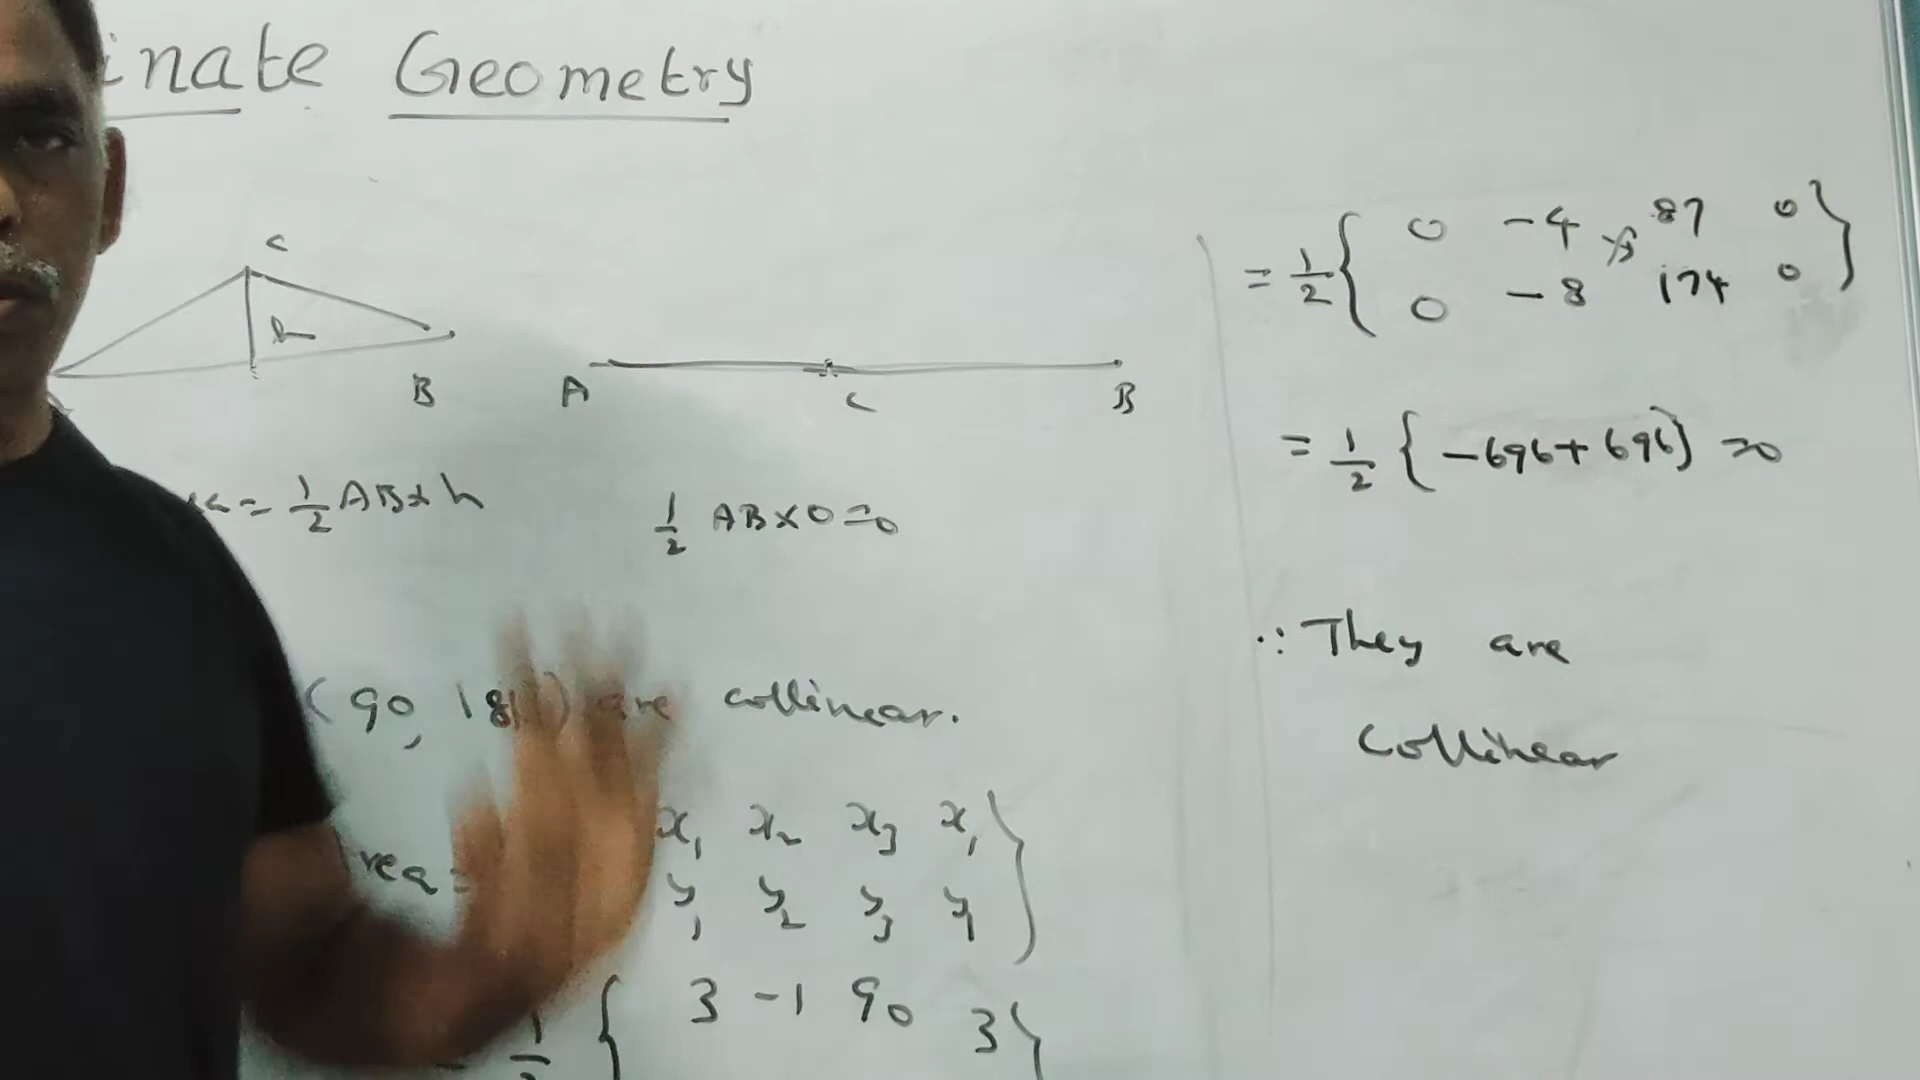 inate Geometry
C
h
B
A C B
= 1/2 AB x h
1/2 AB x 0 = 0
(90, 18 ) are collinear.
rea =
x1 x2 x3 x1
y1 y2 y3 y1
1/2 { 3 -1 90 3 }
= 1/2 { 0 -4 87 0
0 -8 174 0 }
= 1/2 { -696 + 696 } = 0
∴ They are
Collinear